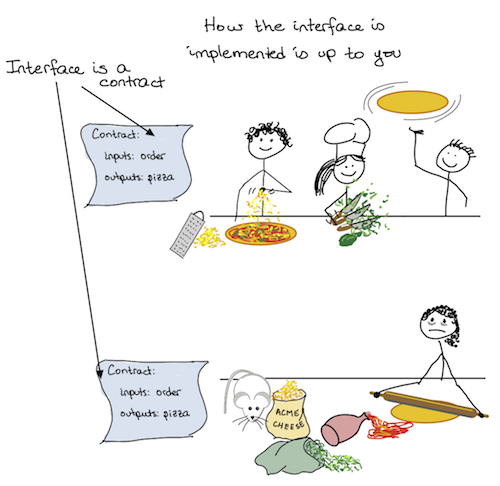 How the interface is
implemented is up to you
Interface is a
contract
Contract:
inputs: order
outputs: pizza
Contract:
inputs: order
outputs: pizza
ACME
CHEESE